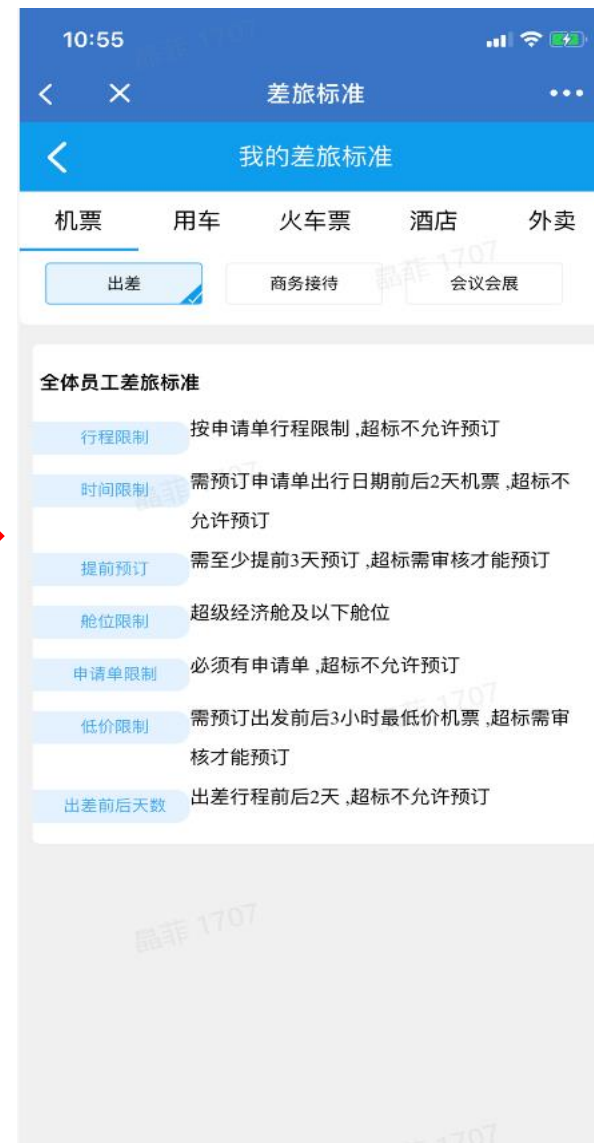 10:55
差旅标准
我的差旅标准
机票 用车 火车票 酒店 外卖
出差 商务接待 会议会展
全体员工差旅标准
行程限制 按申请单行程限制 ,超标不允许预订
时间限制 需预订申请单出行日期前后2天机票 ,超标不
允许预订
提前预订 需至少提前3天预订 ,超标需审核才能预订
舱位限制 超级经济舱及以下舱位
申请单限制 必须有申请单 ,超标不允许预订
低价限制 需预订出发前后3小时最低价机票 ,超标需审
核才能预订
出差前后天数 出差行程前后2天 ,超标不允许预订
晶菲 1707